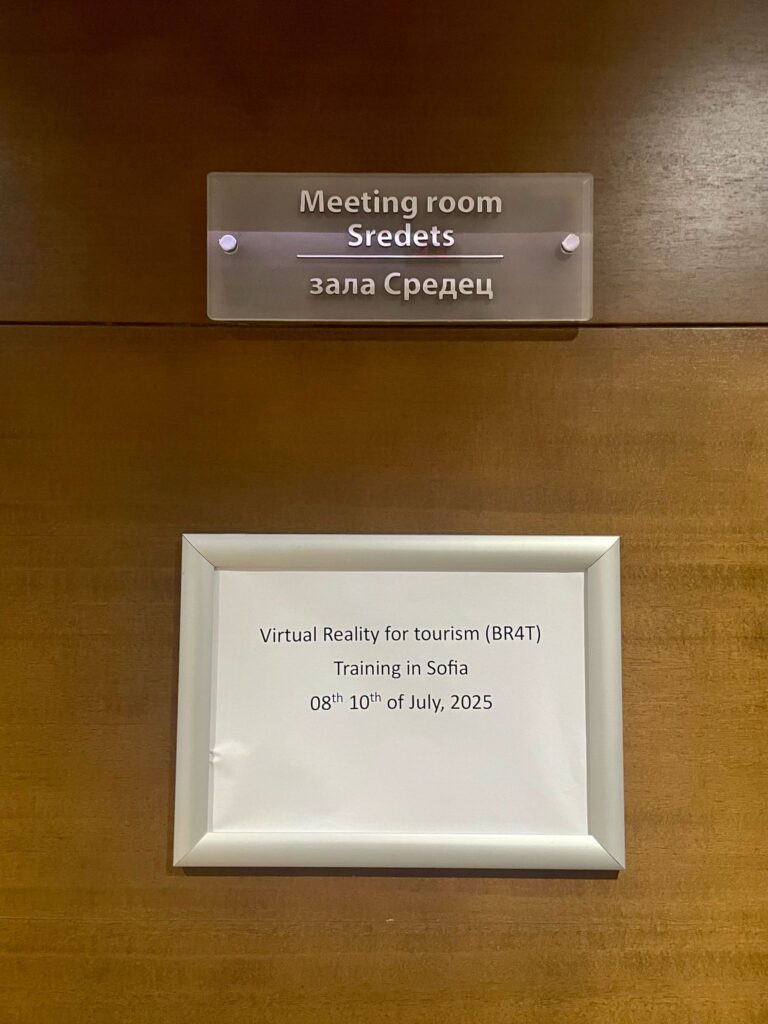 Meeting room
Sredets
зала Средец
Virtual Reality for tourism (BR4T)
Training in Sofia
08th 10th of July, 2025